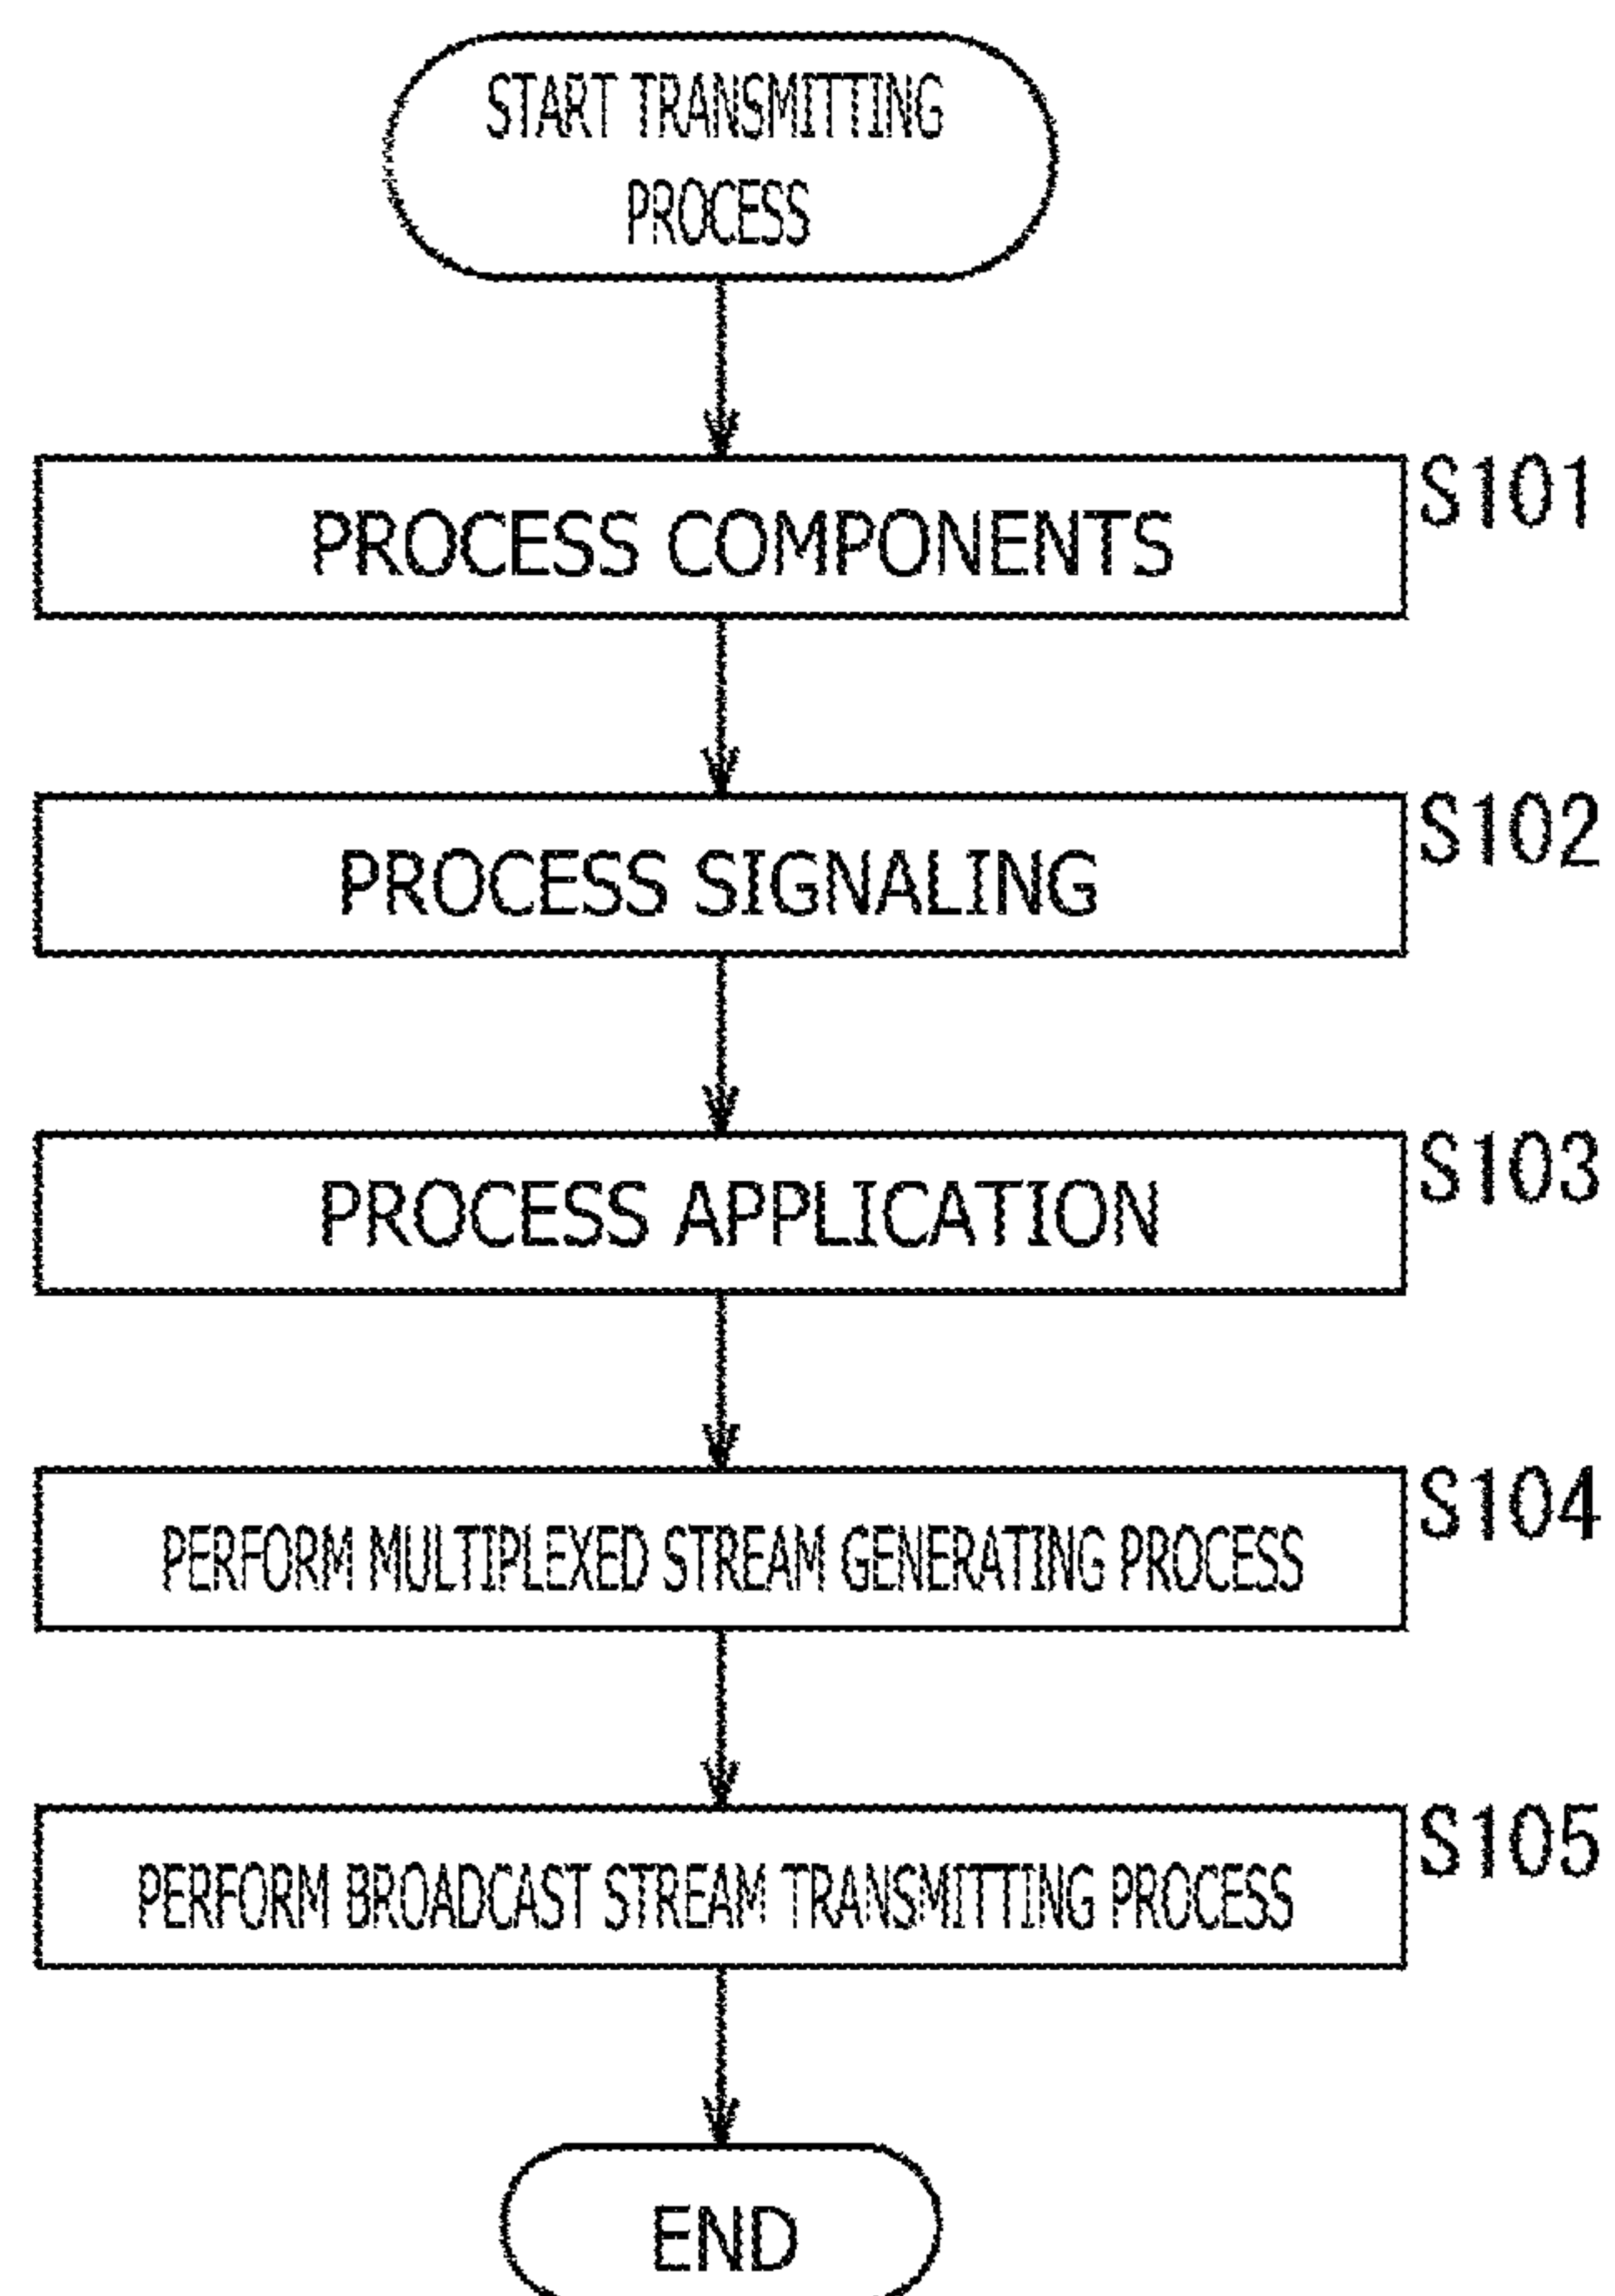 START TRANSMITTING
PROCESS
PROCESS COMPONENTS
S101
PROCESS SIGNALING
S102
PROCESS APPLICATION
S103
PERFORM MULTIPLEXED STREAM GENERATING PROCESS
S104
PERFORM BROADCAST STREAM TRANSMITTING PROCESS
S105
END